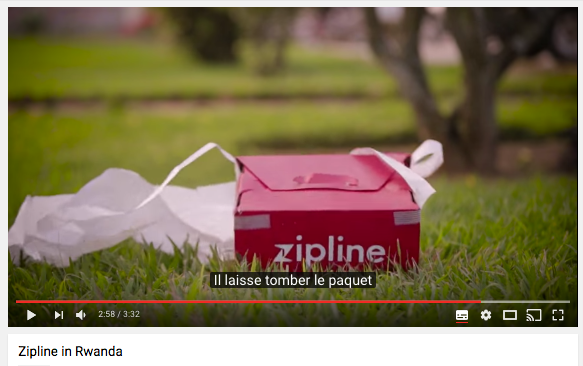 zipline
Il laisse tomber le paquet
2:58 / 3:32
Zipline in Rwanda